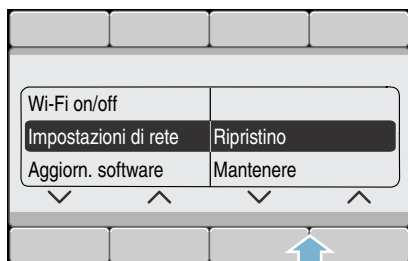 Wi-Fi on/off
Impostazioni di rete Ripristino
Aggiorn. software Mantenere